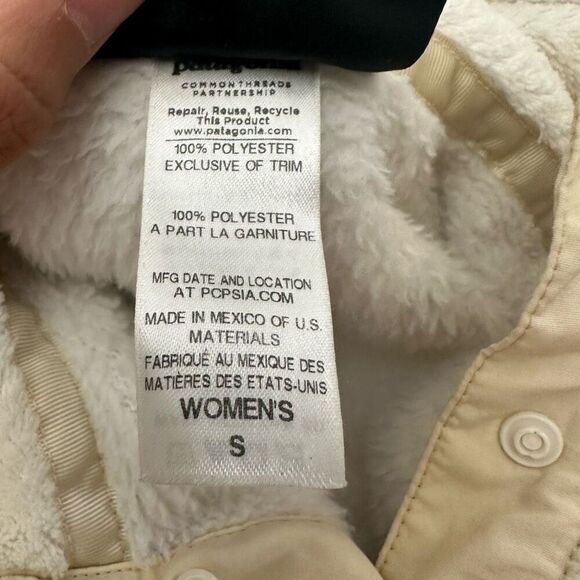 patagonia
COMMON THREADS
PARTNERSHIP
Repair, Reuse, Recycle
This Product
www.patagonia.com
100% POLYESTER
EXCLUSIVE OF TRIM
100% POLYESTER
A PART LA GARNITURE
MFG DATE AND LOCATION
AT PCPSIA.COM
MADE IN MEXICO OF U.S.
MATERIALS
FABRIQUÉ AU MEXIQUE DES
MATIÈRES DES ETATS-UNIS
WOMEN'S
S